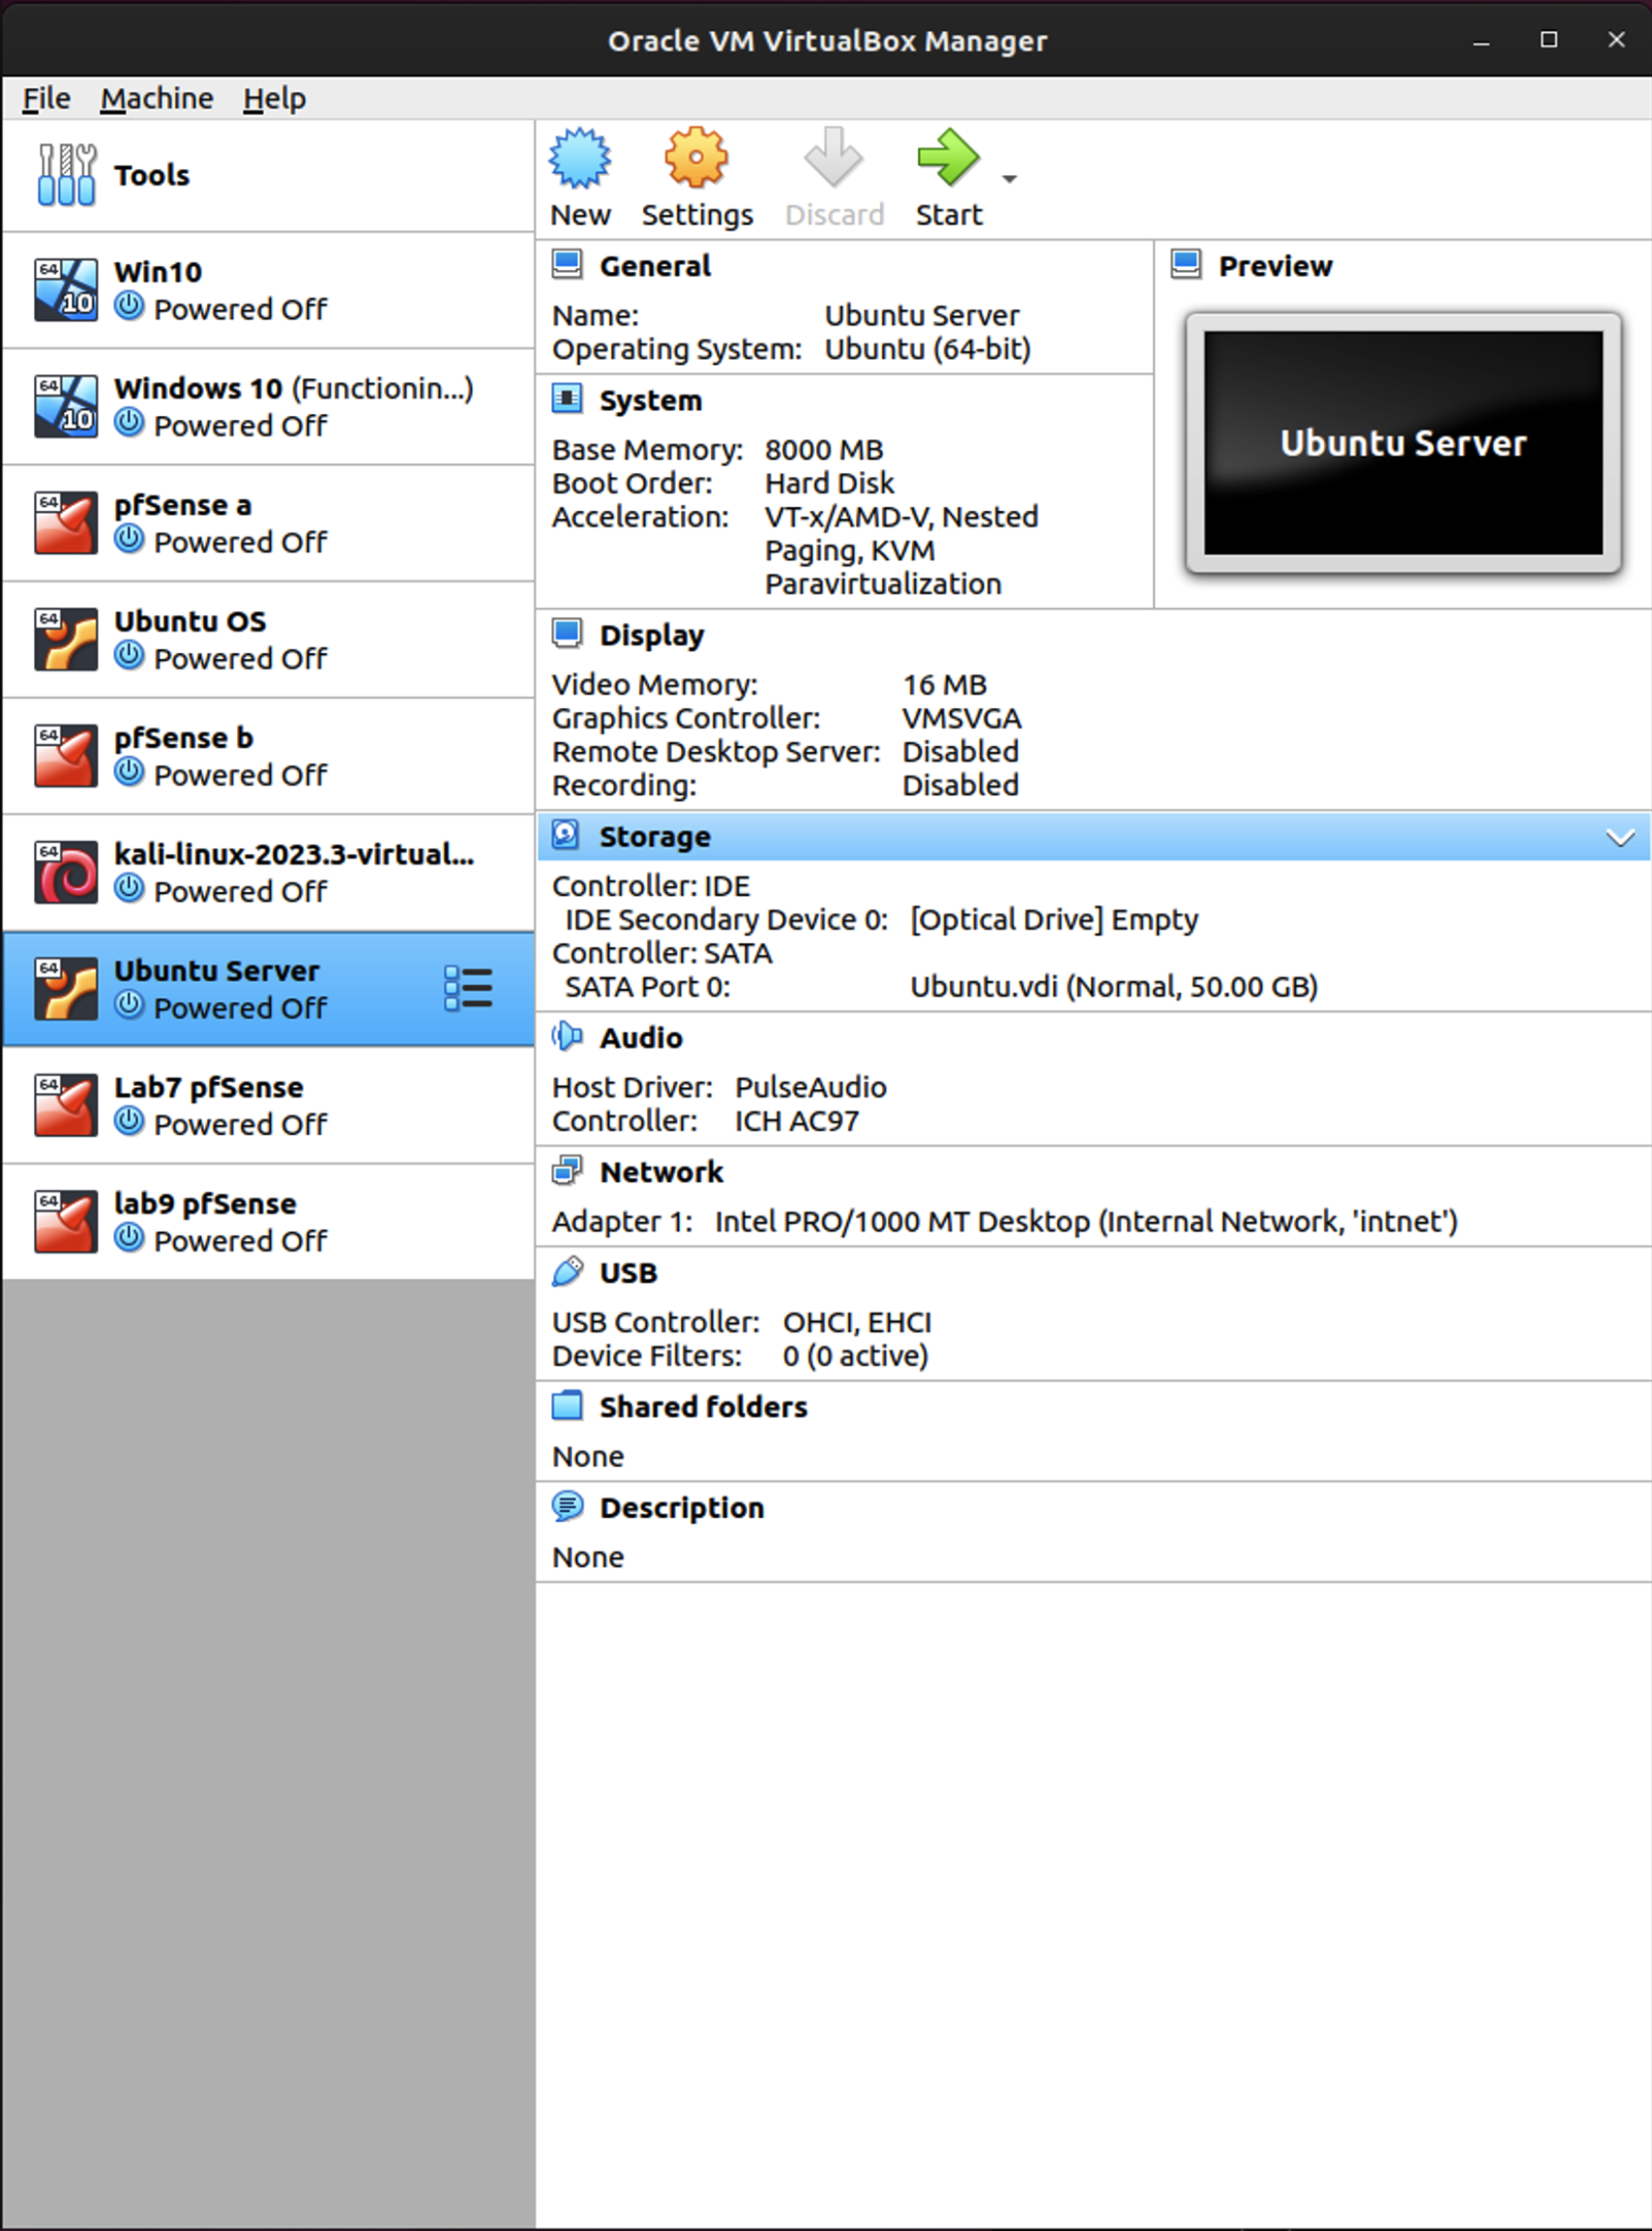 Oracle VM VirtualBox Manager
File Machine Help
Tools
64
10
Win10
Powered Off
64
10
Windows 10 (Functionin...)
Powered Off
64
pfSense a
Powered Off
64
Ubuntu OS
Powered Off
64
pfSense b
Powered Off
64
kali-linux-2023.3-virtual...
Powered Off
64
Ubuntu Server
Powered Off
64
Lab7 pfSense
Powered Off
64
lab9 pfSense
Powered Off
New Settings Discard Start
General
Name: Ubuntu Server
Operating System: Ubuntu (64-bit)
Preview
Ubuntu Server
System
Base Memory: 8000 MB
Boot Order: Hard Disk
Acceleration: VT-x/AMD-V, Nested
Paging, KVM
Paravirtualization
Display
Video Memory: 16 MB
Graphics Controller: VMSVGA
Remote Desktop Server: Disabled
Recording: Disabled
Storage
Controller: IDE
IDE Secondary Device 0: [Optical Drive] Empty
Controller: SATA
SATA Port 0: Ubuntu.vdi (Normal, 50.00 GB)
Audio
Host Driver: PulseAudio
Controller: ICH AC97
Network
Adapter 1: Intel PRO/1000 MT Desktop (Internal Network, 'intnet')
USB
USB Controller: OHCI, EHCI
Device Filters: 0 (0 active)
Shared folders
None
Description
None